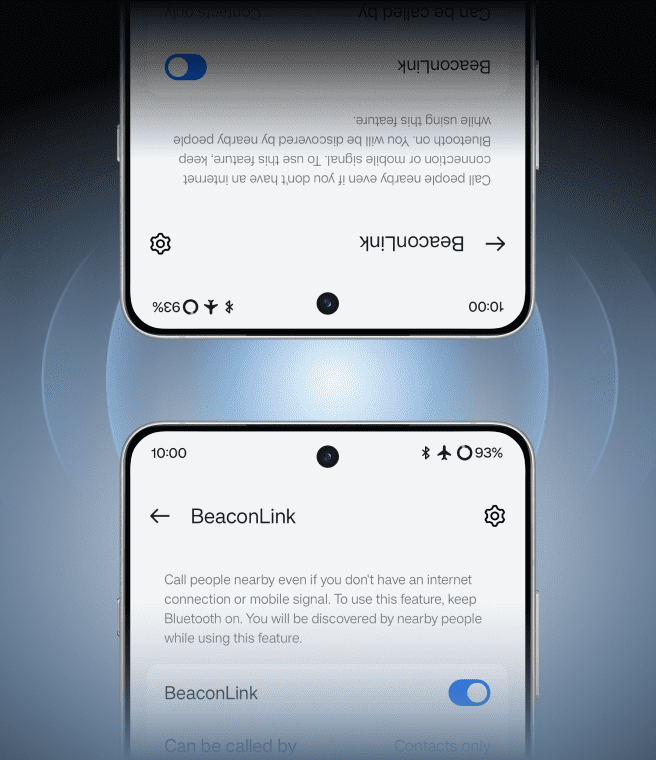 Can be called by Contacts only
BeaconLink
Call people nearby even if you don't have an internet
connection or mobile signal. To use this feature, keep
Bluetooth on. You will be discovered by nearby people
while using this feature.
BeaconLink
10:00 93%
10:00 93%
BeaconLink
Call people nearby even if you don't have an internet
connection or mobile signal. To use this feature, keep
Bluetooth on. You will be discovered by nearby people
while using this feature.
BeaconLink
Can be called by Contacts only